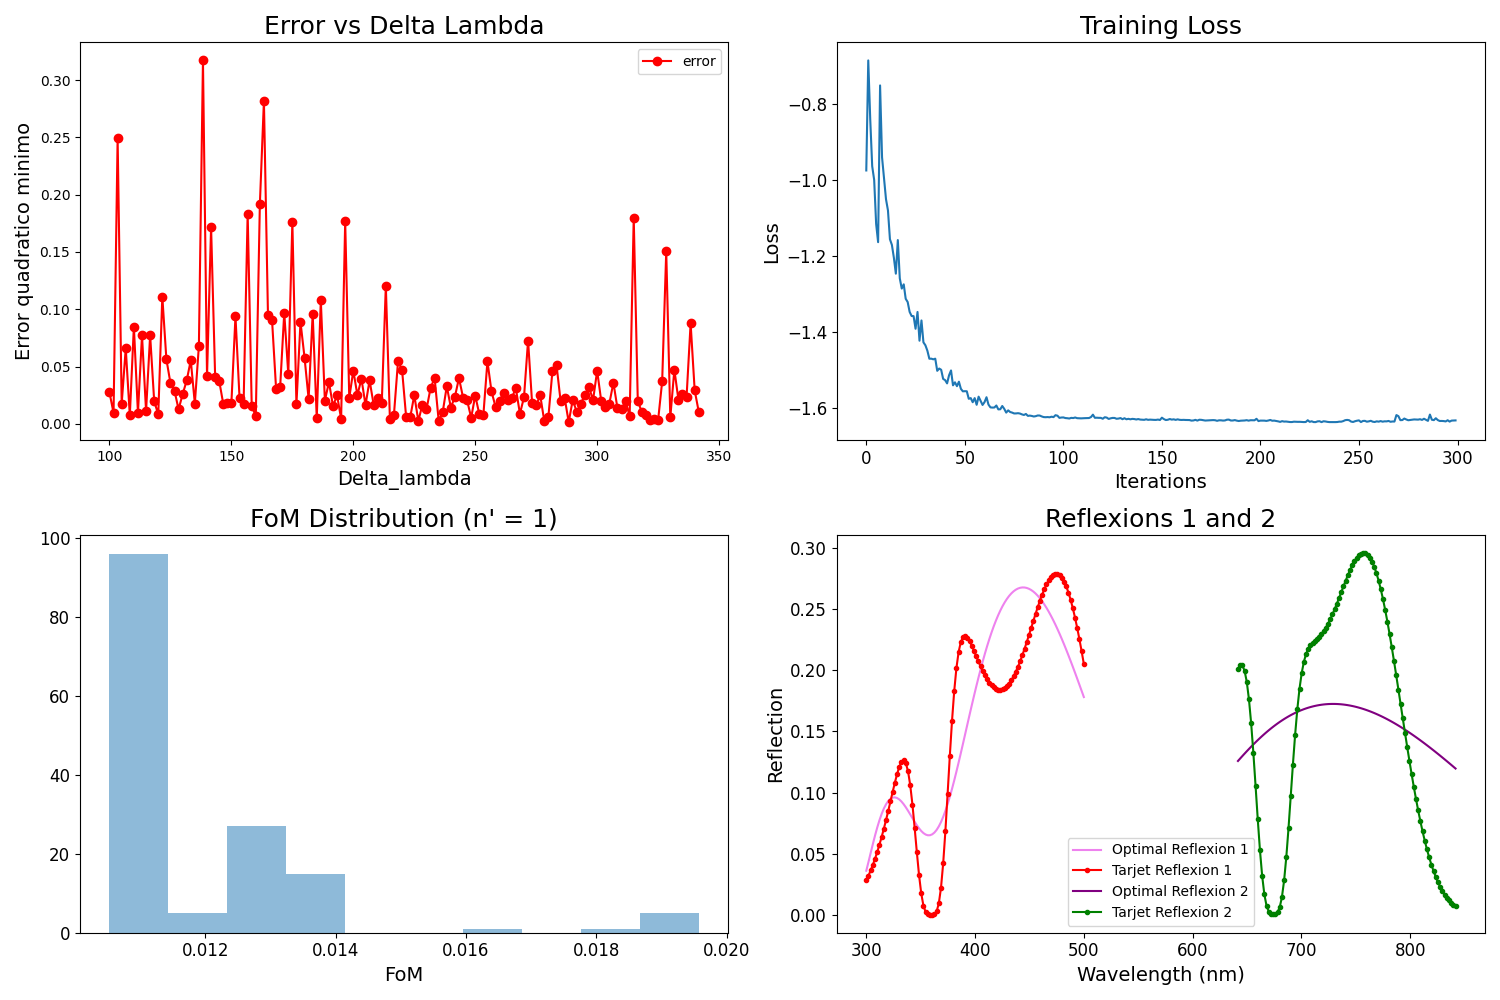 Error vs Delta Lambda
error
Error quadratico minimo
0.30
0.25
0.20
0.15
0.10
0.05
0.00
100 150 200 250 300 350
Delta_lambda
Training Loss
Loss
−0.8
−1.0
−1.2
−1.4
−1.6
0 50 100 150 200 250 300
Iterations
FoM Distribution (n' = 1)
100
80
60
40
20
0
0.012 0.014 0.016 0.018 0.020
FoM
Reflexions 1 and 2
Reflection
0.30
0.25
0.20
0.15
0.10
0.05
0.00
Optimal Reflexion 1
Tarjet Reflexion 1
Optimal Reflexion 2
Tarjet Reflexion 2
300 400 500 600 700 800
Wavelength (nm)